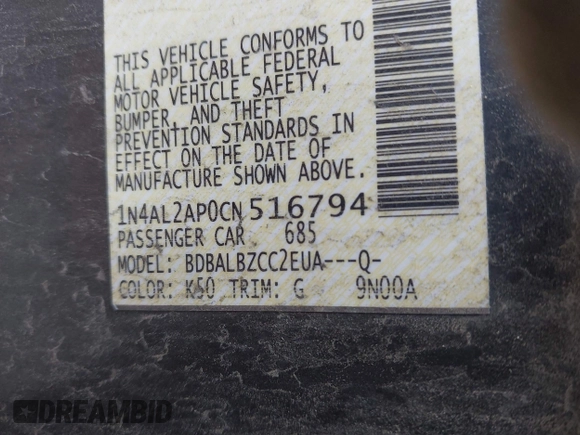 THIS VEHICLE CONFORMS TO
ALL APPLICABLE FEDERAL
MOTOR VEHICLE SAFETY,
BUMPER, AND THEFT
PREVENTION STANDARDS IN
EFFECT ON THE DATE OF
MANUFACTURE SHOWN ABOVE.
1N4AL2AP0CN516794
PASSENGER CAR 685
MODEL: BDBALBZCC2EUA---Q-
COLOR: K50 TRIM: G 9N00A
DREAMBID